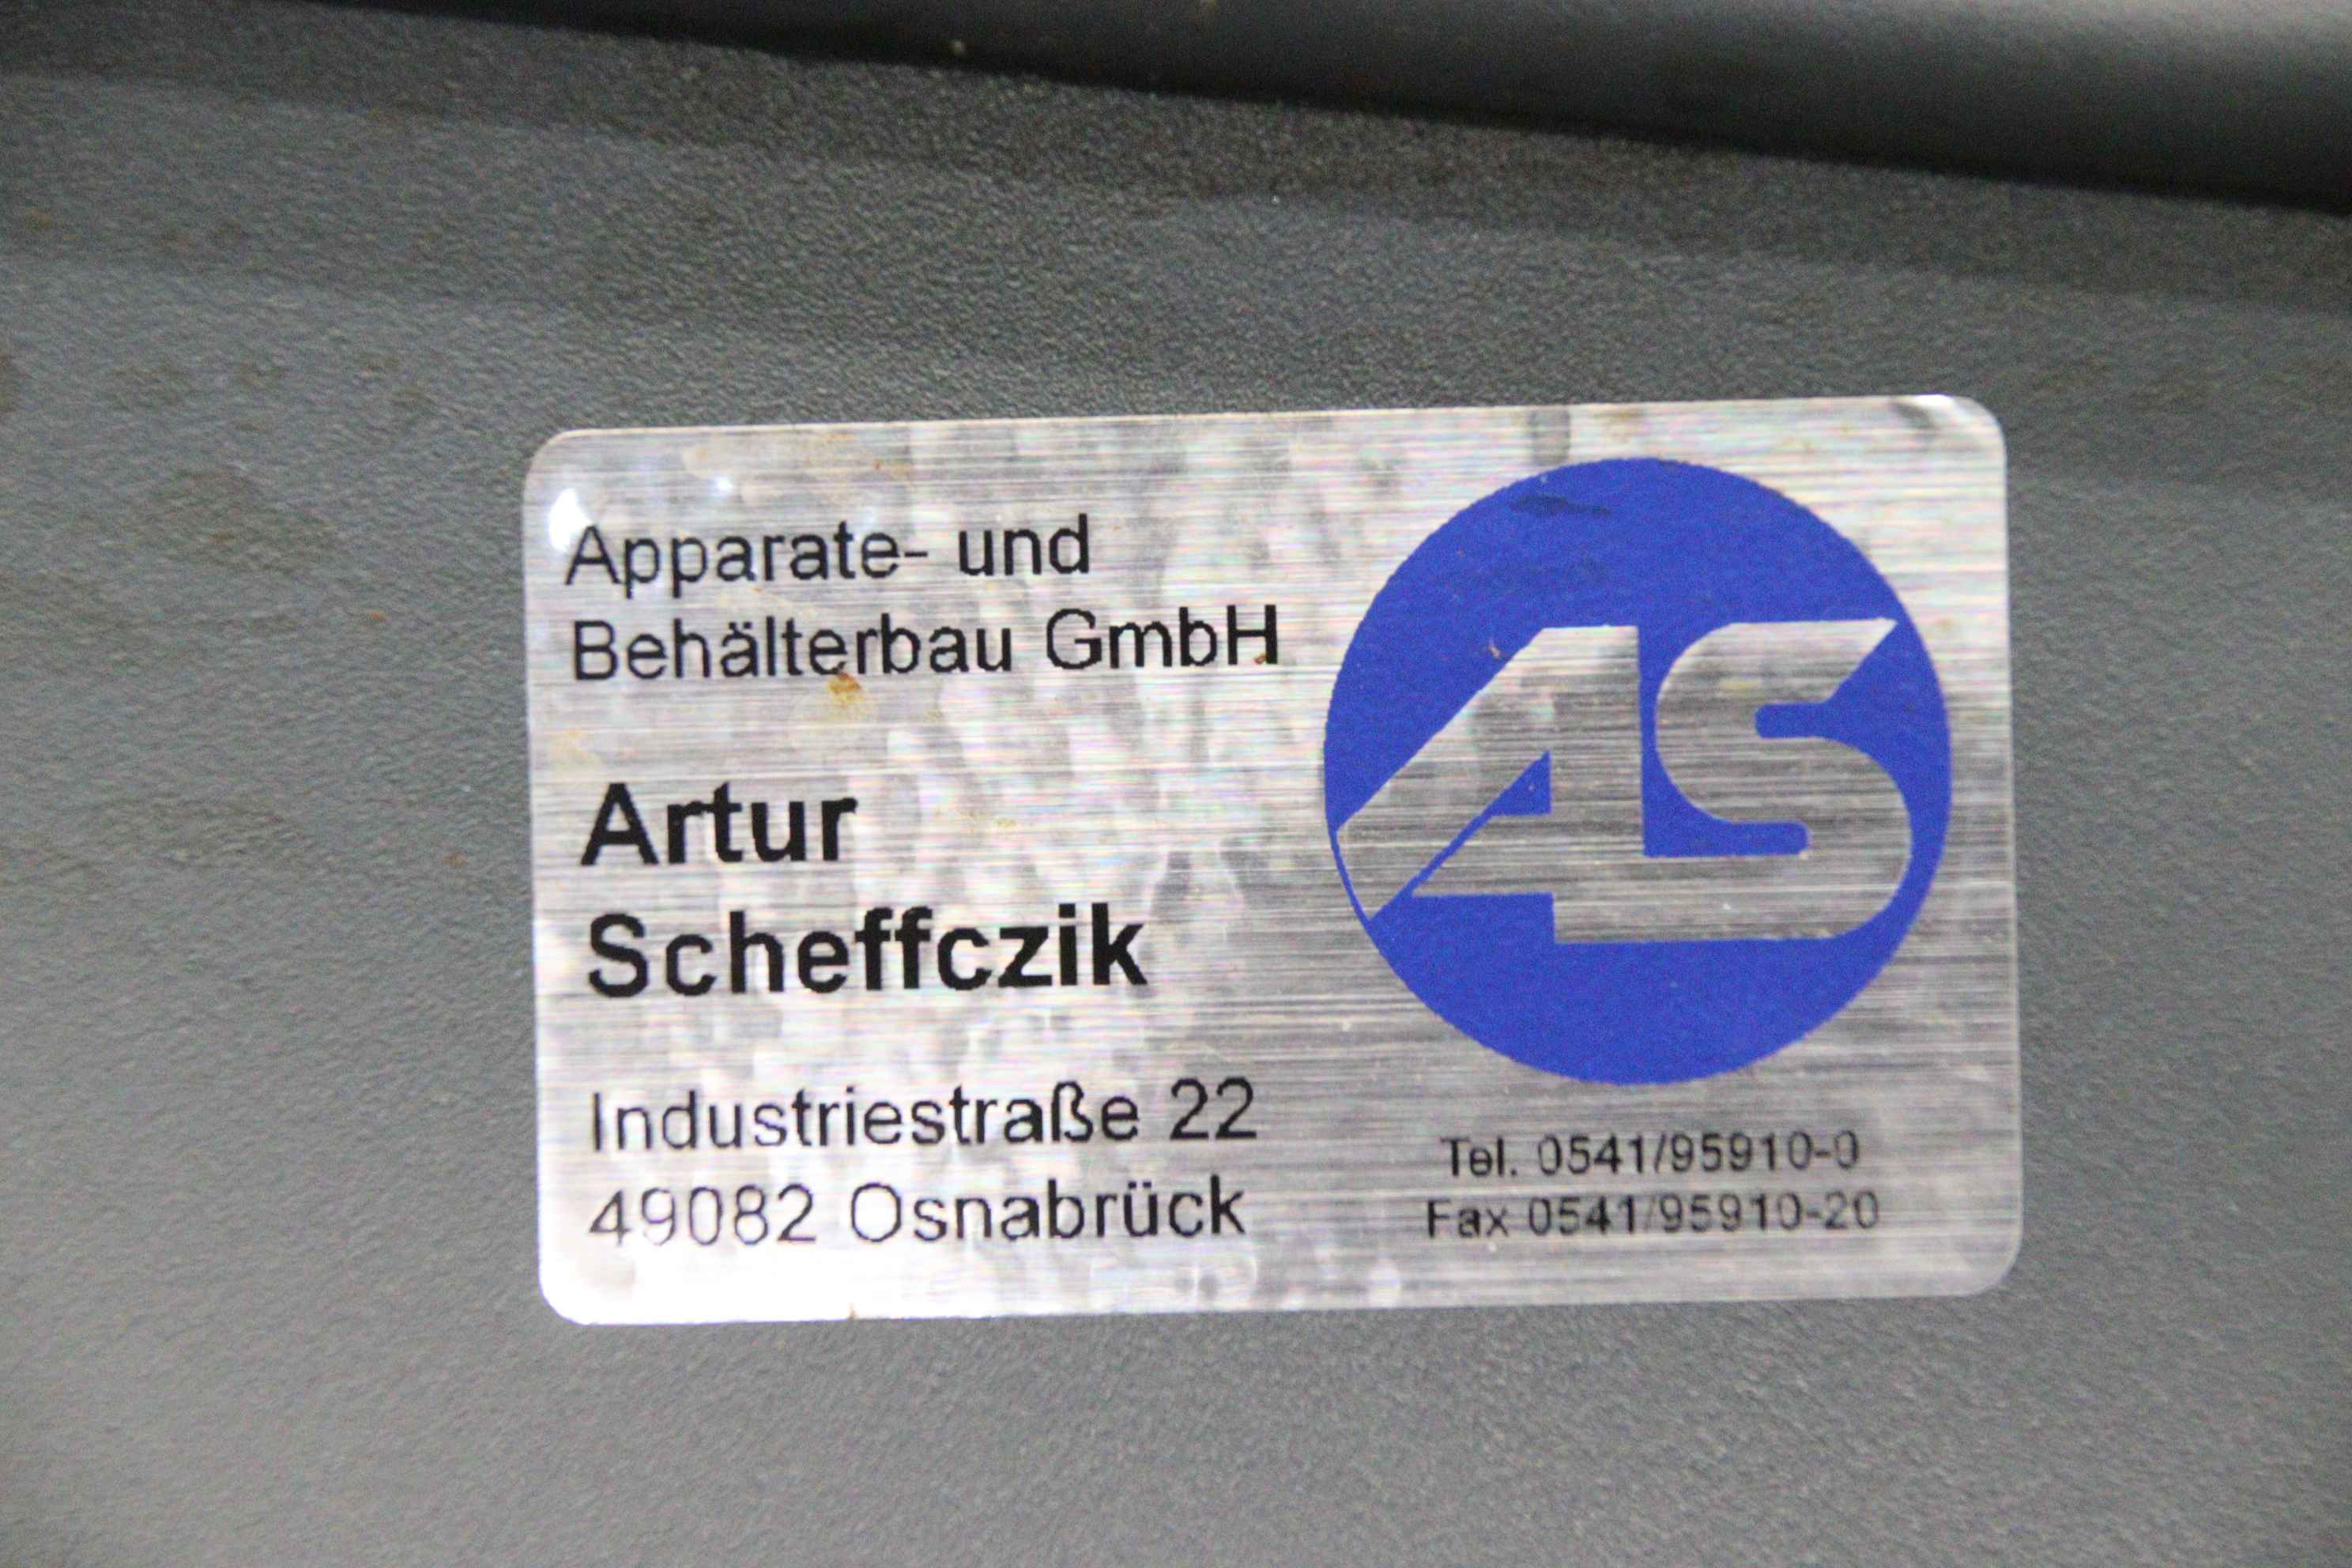 Apparate- und
Behälterbau GmbH
Artur
Scheffczik
Industriestraße 22
49082 Osnabrück
AS
Tel. 0541/95910-0
Fax 0541/95910-20